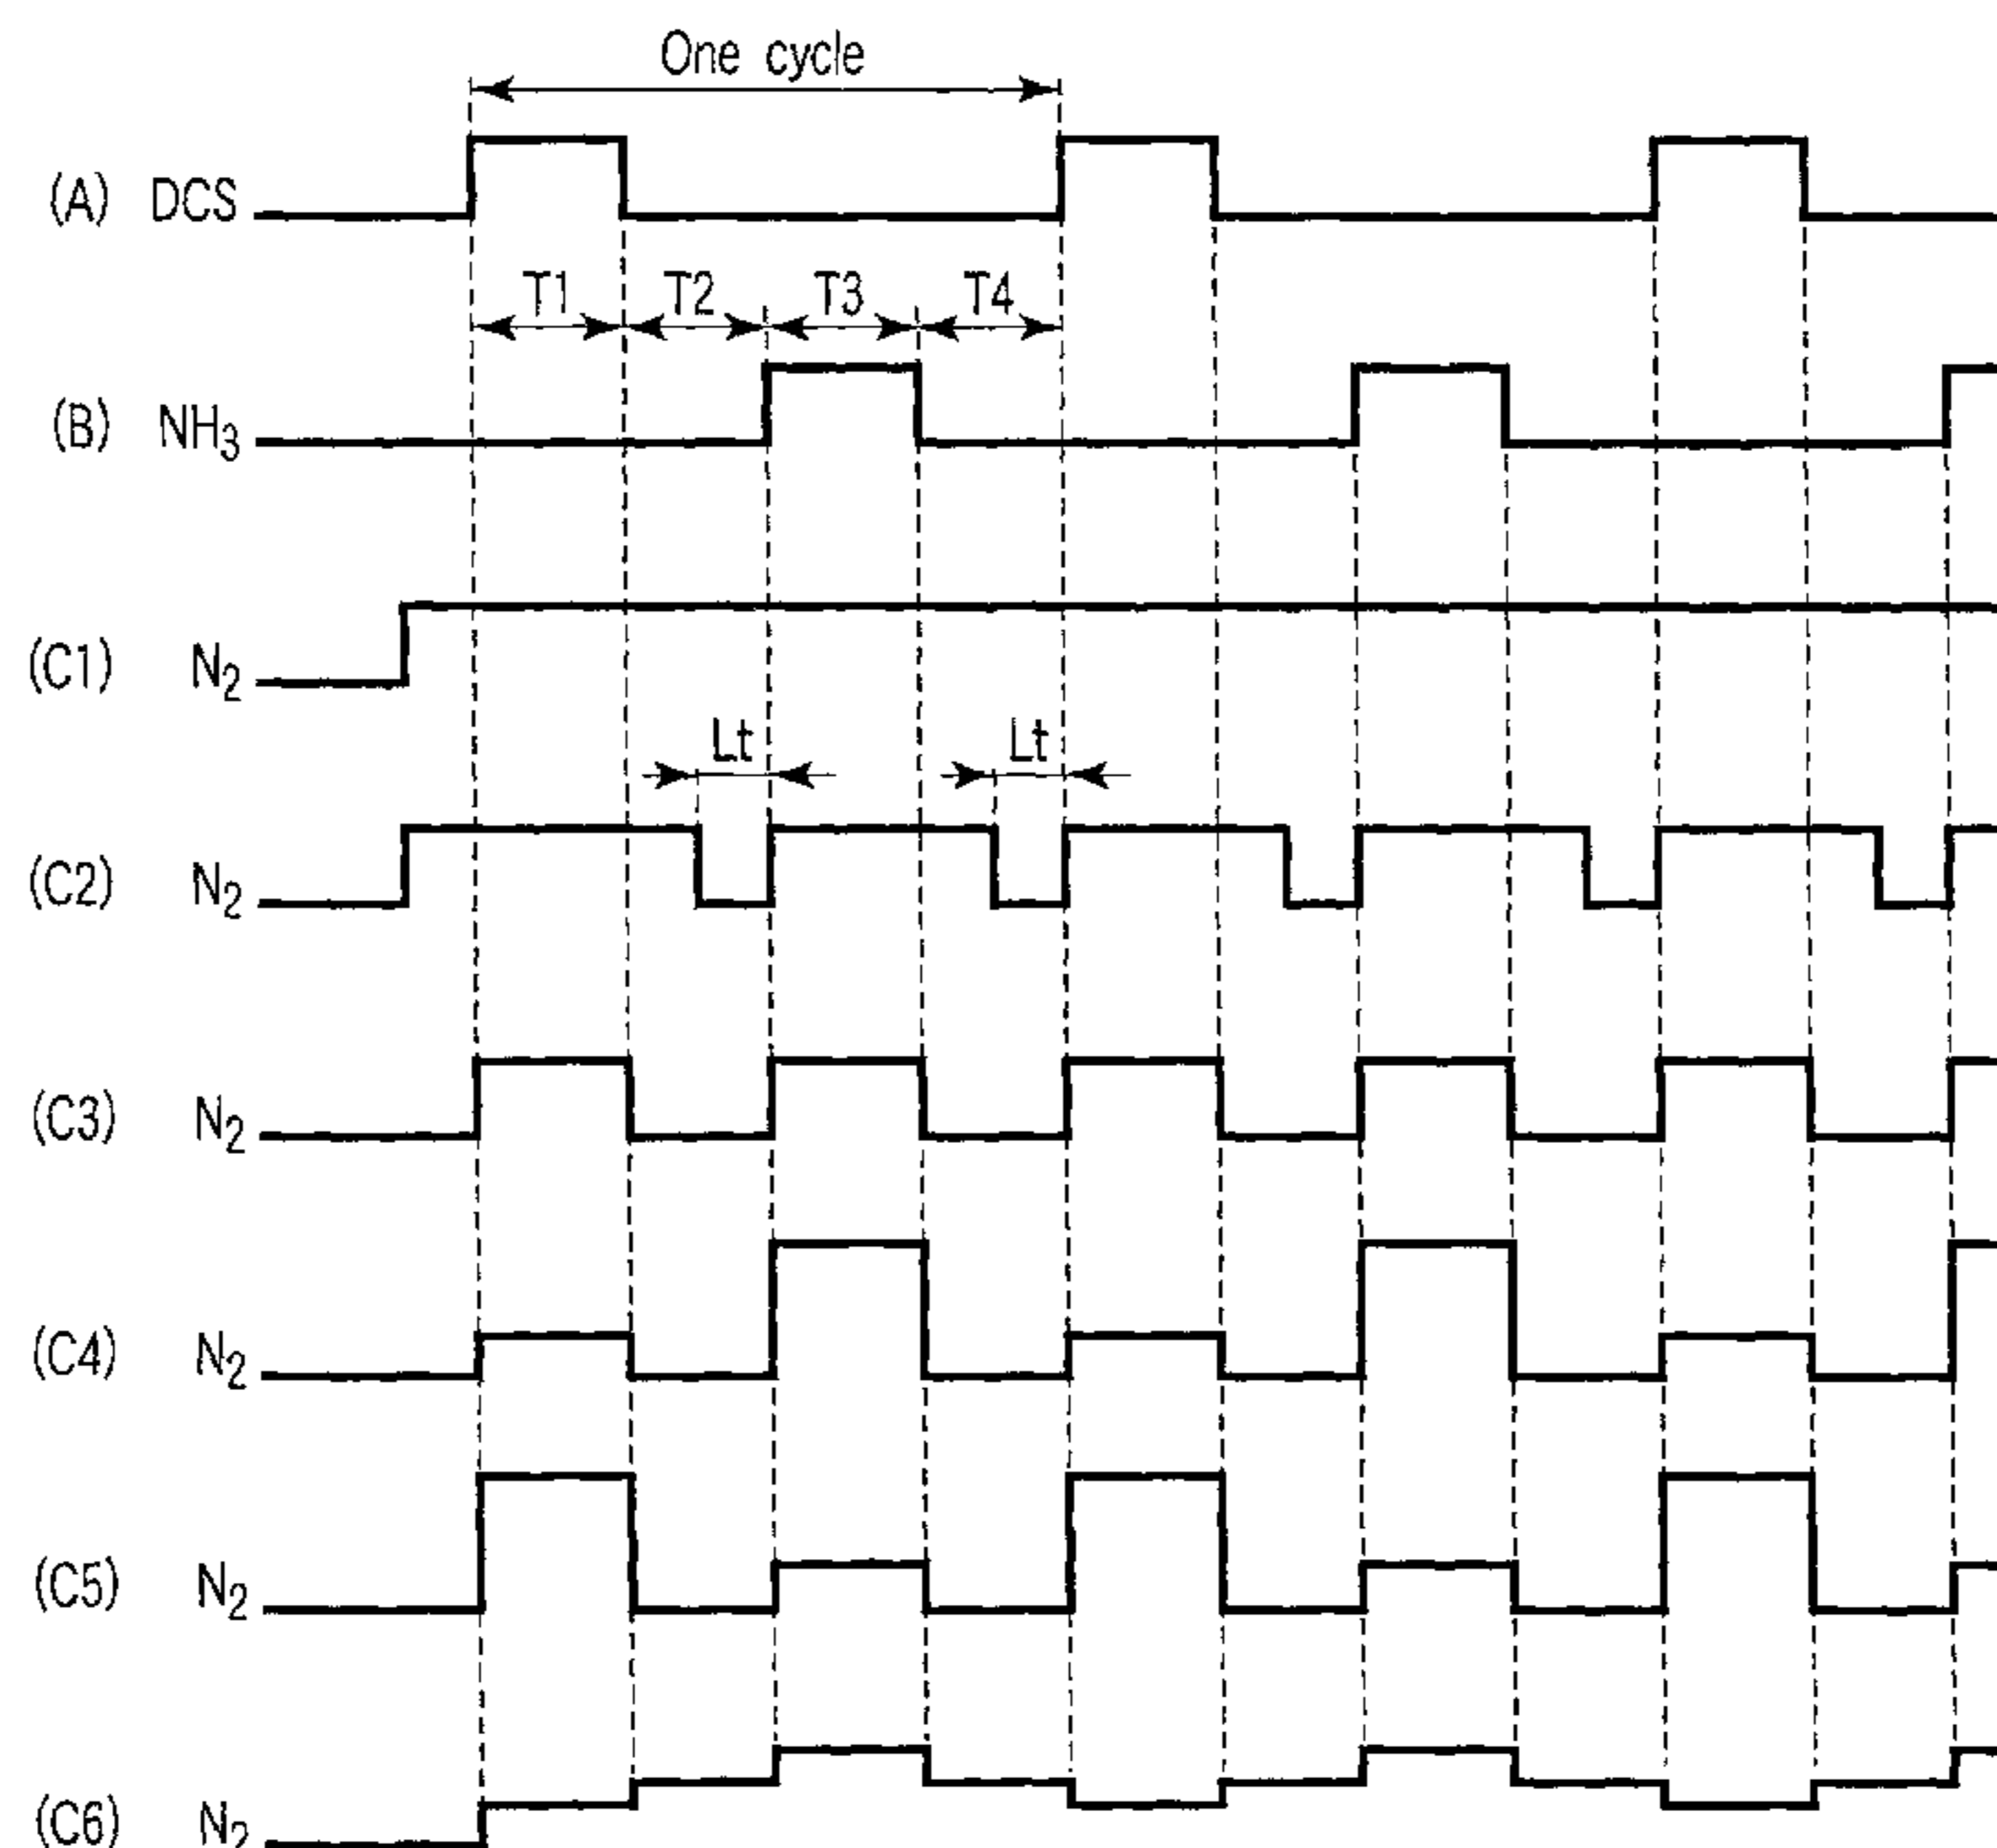 One cycle
(A) DCS
T1 T2 T3 T4
(B) NH3
(C1) N2
Lt Lt
(C2) N2
(C3) N2
(C4) N2
(C5) N2
(C6) N2